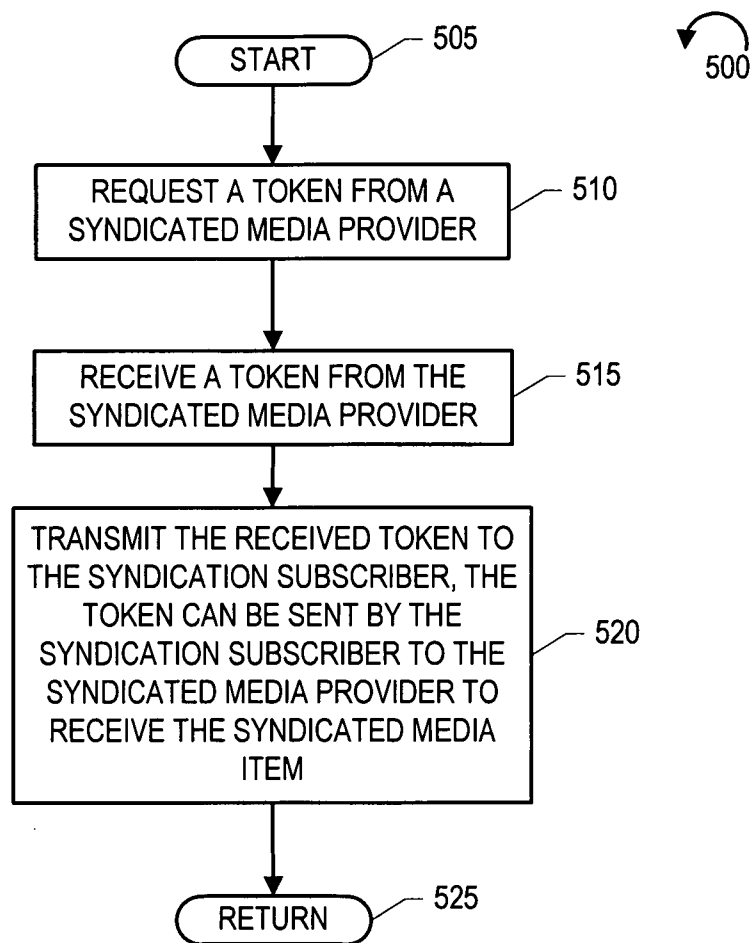 START
505
500
REQUEST A TOKEN FROM A
SYNDICATED MEDIA PROVIDER
510
RECEIVE A TOKEN FROM THE
SYNDICATED MEDIA PROVIDER
515
TRANSMIT THE RECEIVED TOKEN TO
THE SYNDICATION SUBSCRIBER, THE
TOKEN CAN BE SENT BY THE
SYNDICATION SUBSCRIBER TO THE
SYNDICATED MEDIA PROVIDER TO
RECEIVE THE SYNDICATED MEDIA
ITEM
520
RETURN
525